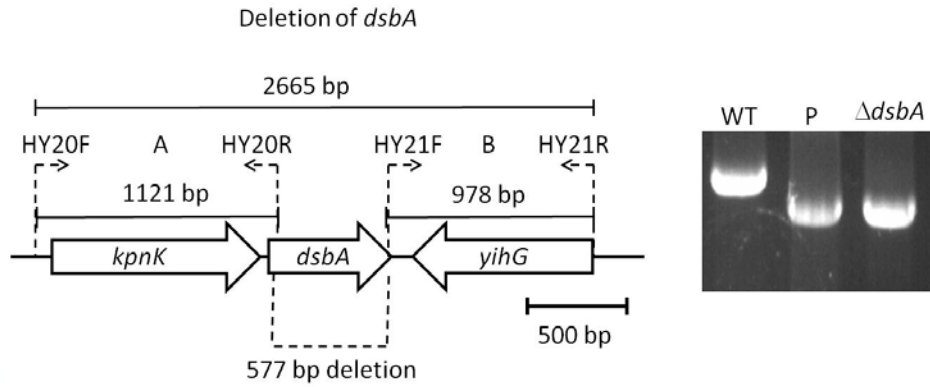 Deletion of dsbA
2665 bp
HY20F A HY20R HY21F B HY21R
1121 bp 978 bp
kpnK dsbA yihG
500 bp
577 bp deletion
WT P ΔdsbA